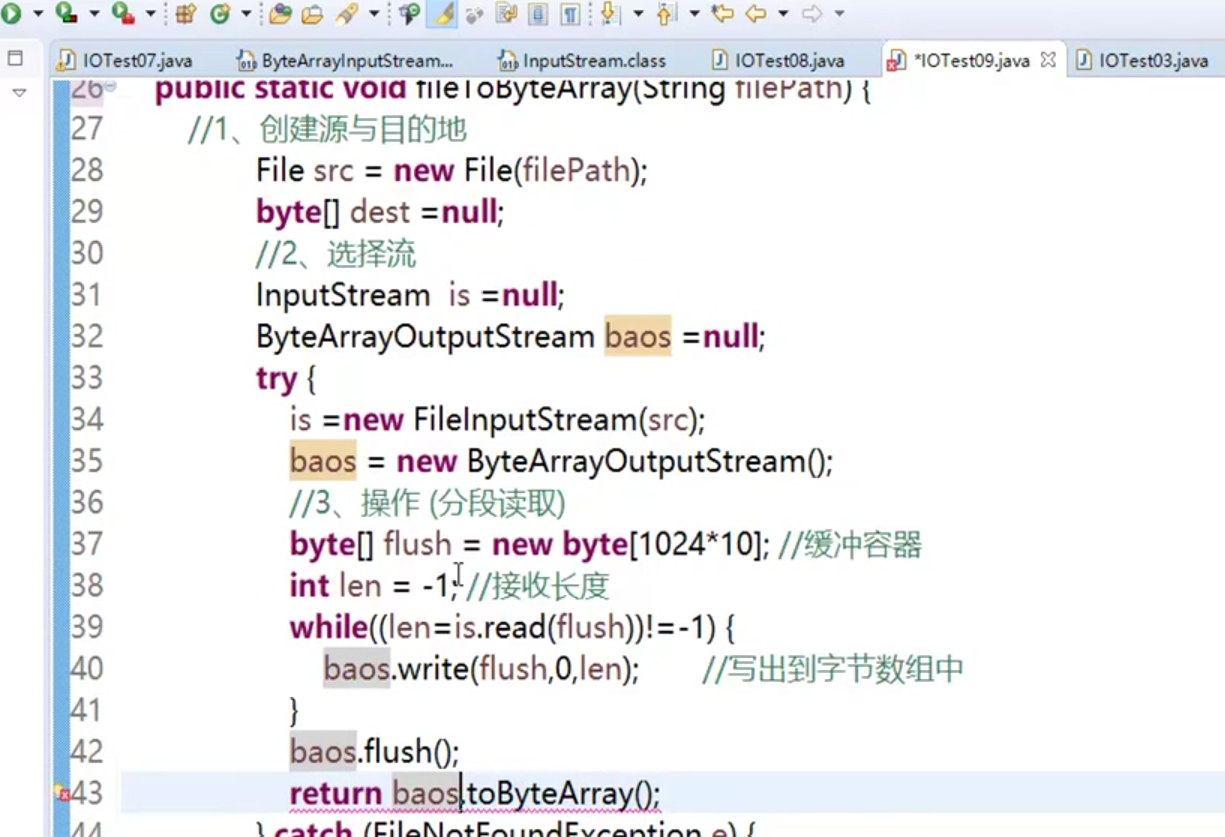 IOTest07.java ByteArrayInputStream... InputStream.class IOTest08.java *IOTest09.java IOTest03.java
26 public static void fileToByteArray(String filePath) {
27 //1、创建源与目的地
28 File src = new File(filePath);
29 byte[] dest =null;
30 //2、选择流
31 InputStream is =null;
32 ByteArrayOutputStream baos =null;
33 try {
34 is =new FileInputStream(src);
35 baos = new ByteArrayOutputStream();
36 //3、操作 (分段读取)
37 byte[] flush = new byte[1024*10]; //缓冲容器
38 int len = -1; //接收长度
39 while((len=is.read(flush))!=-1) {
40 baos.write(flush,0,len); //写出到字节数组中
41 }
42 baos.flush();
43 return baos.toByteArray();
44 } catch (FileNotFoundException e) {